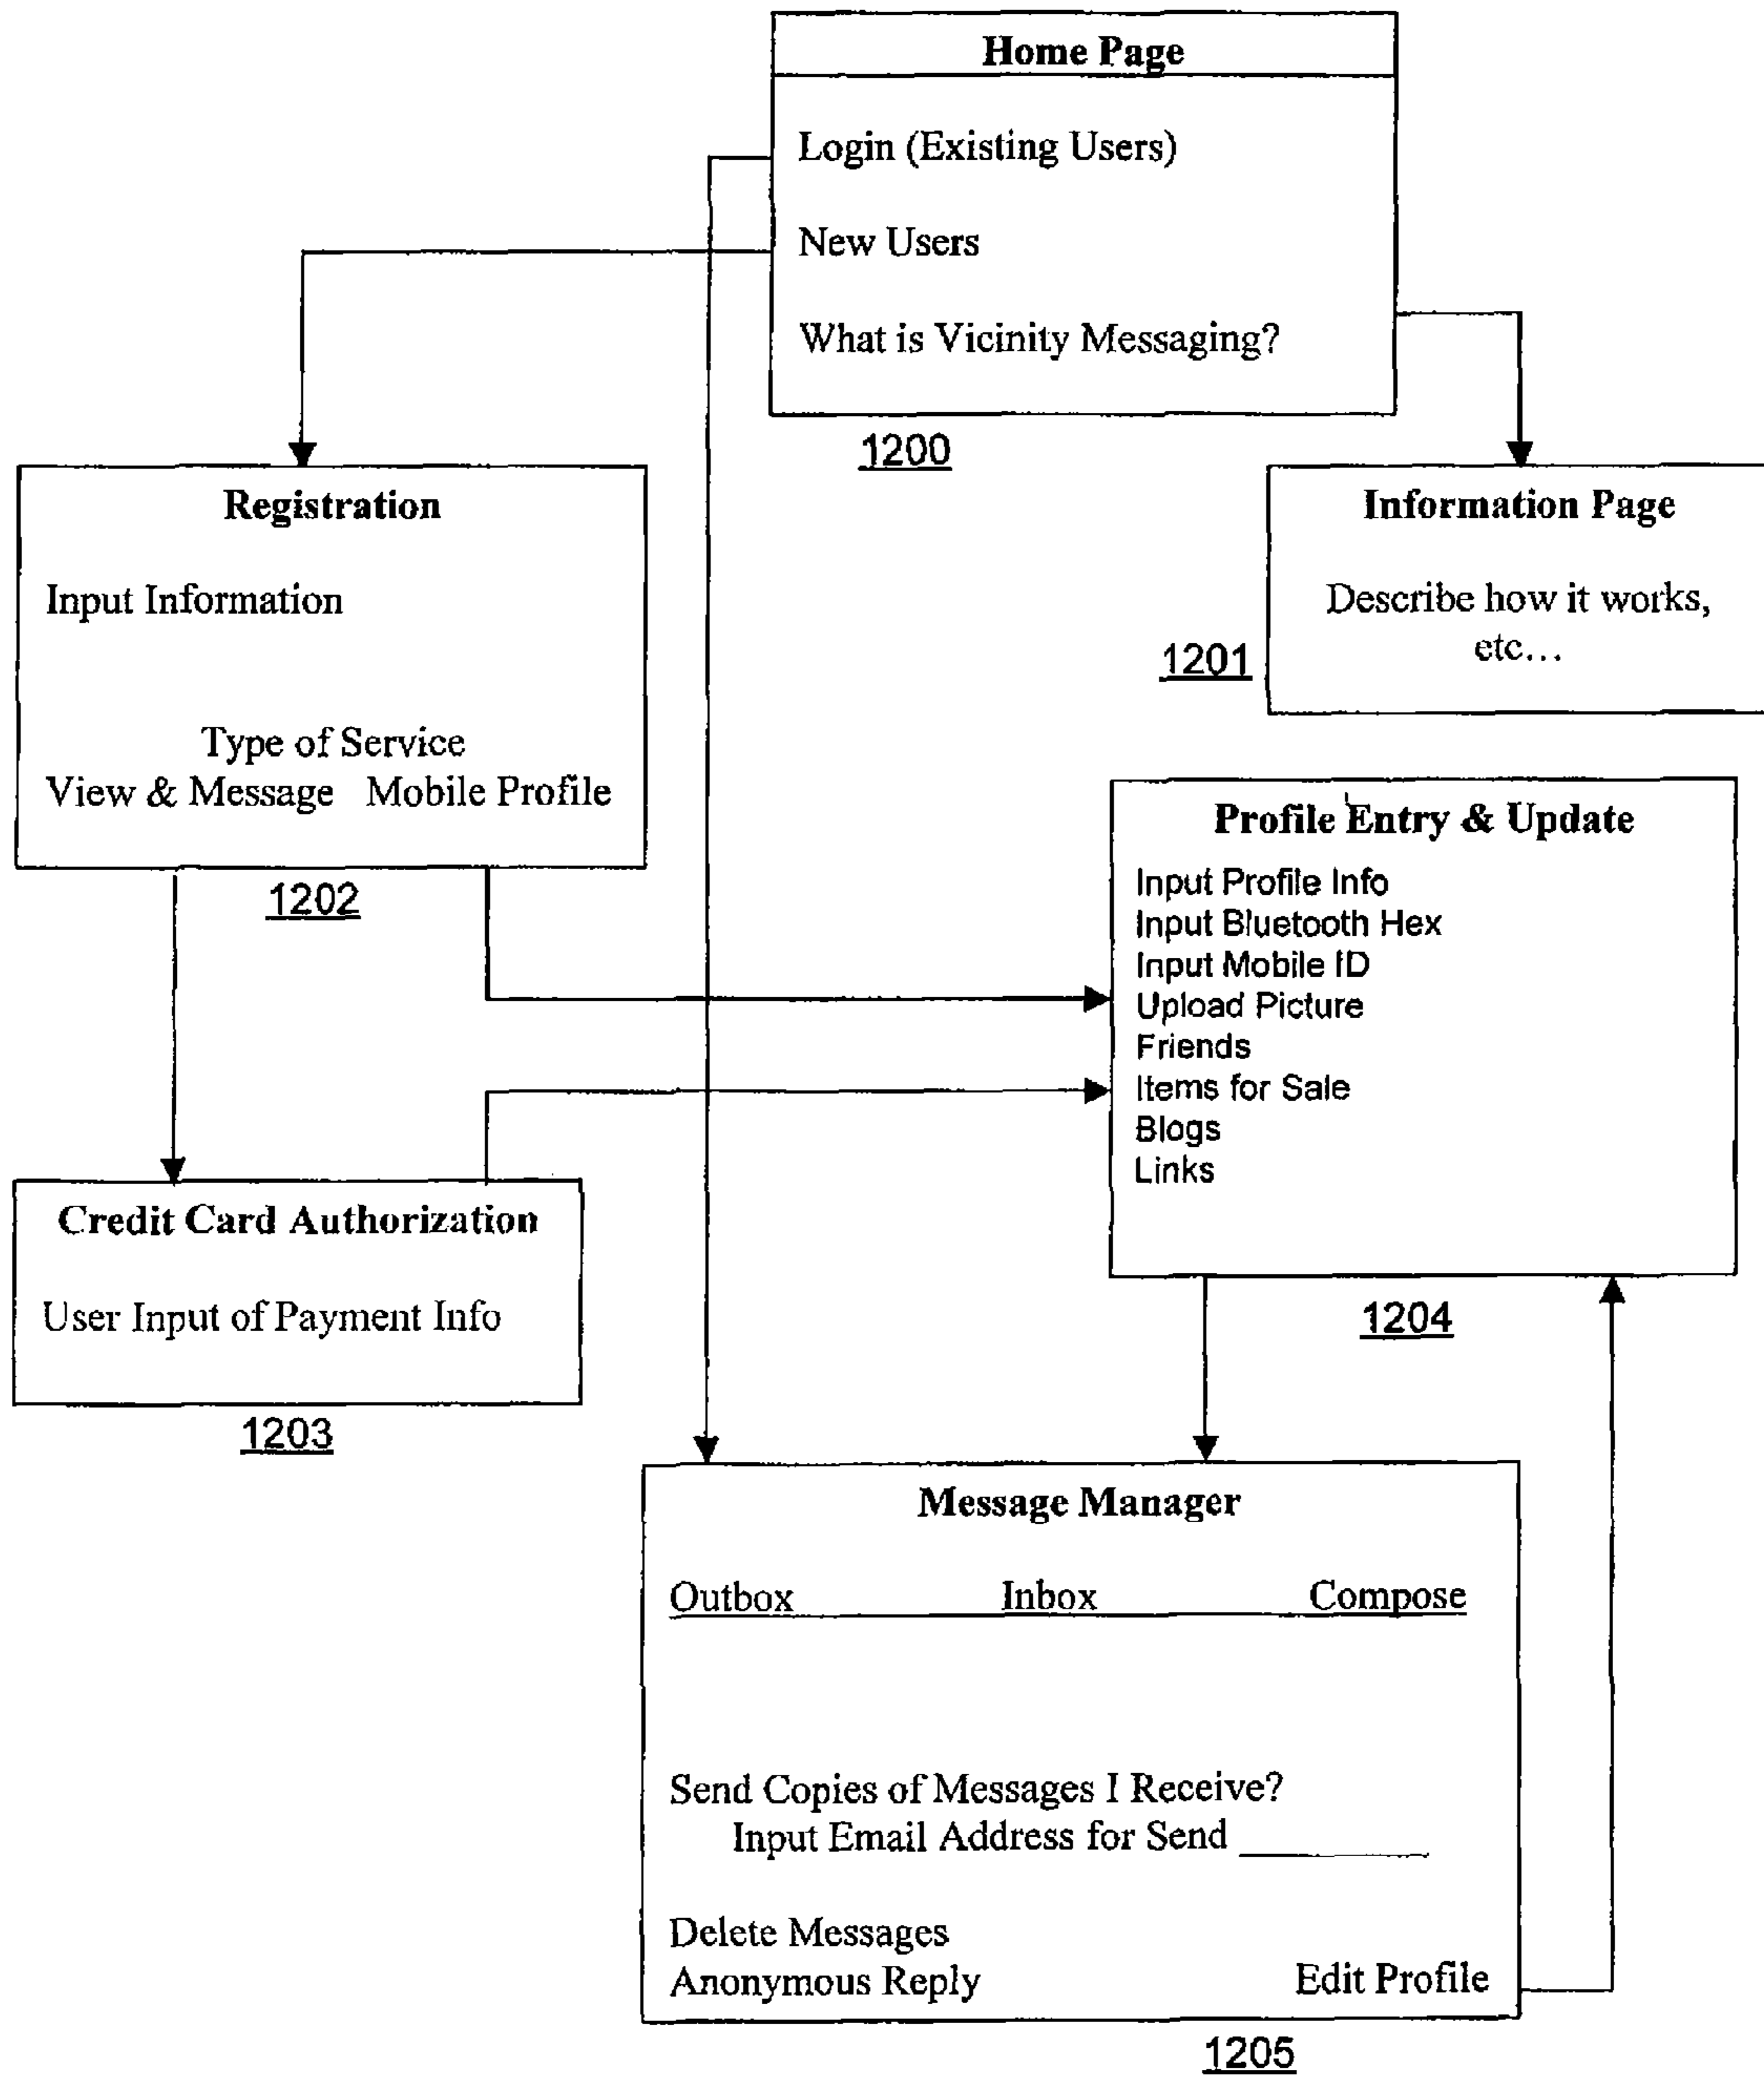 Home Page
Login (Existing Users)
New Users
What is Vicinity Messaging?
1200
Registration
Input Information
Type of Service
View & Message Mobile Profile
1202
Information Page
Describe how it works,
etc...
1201
Profile Entry & Update
Input Profile Info
Input Bluetooth Hex
Input Mobile ID
Upload Picture
Friends
Items for Sale
Blogs
Links
1204
Credit Card Authorization
User Input of Payment Info
1203
Message Manager
Outbox Inbox Compose
Send Copies of Messages I Receive?
Input Email Address for Send
Delete Messages
Anonymous Reply Edit Profile
1205